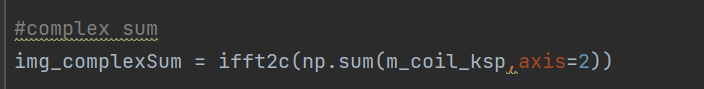 #complex sum
img_complexSum = ifft2c(np.sum(m_coil_ksp,axis=2))